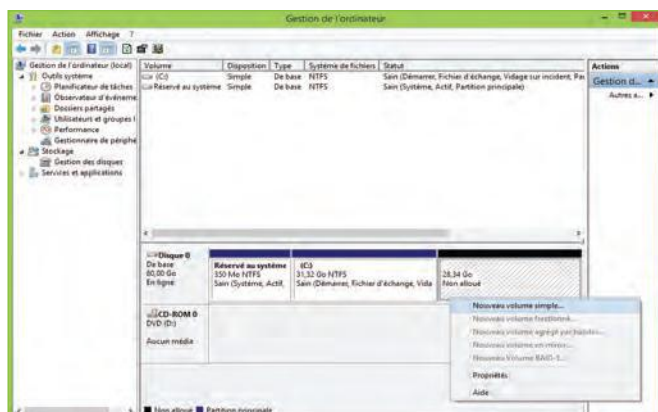 Gestion de l'ordinateur
Fichier Action Affichage ?
Gestion de l'ordinateur (local)
Outils système
Planificateur de tâches
Observateur d'événeme
Dossiers partagés
Utilisateurs et groupes l
Performance
Gestionnaire de périphé
Stockage
Gestion des disques
Services et applications
Volume Disposition Type Système de fichiers Statut
(C:) Simple De base NTFS Sain (Démarrer, Fichier d'échange, Vidage sur incident, Par
Réservé au système Simple De base NTFS Sain (Système, Actif, Partition principale)
Actions
Gestion d...
Autres a...
Disque 0
De base
60,00 Go
En ligne
Réservé au système
350 Mo NTFS
Sain (Système, Actif,
(C:)
31,32 Go NTFS
Sain (Démarrer, Fichier d'échange, Vida
28,34 Go
Non alloué
CD-ROM 0
DVD (D:)
Aucun média
Nouveau volume simple...
Nouveau volume fractionné...
Nouveau volume agrégé par bandes...
Nouveau volume en miroir...
Nouveau Volume RAID-5...
Propriétés
Aide
Non alloué Partition principale